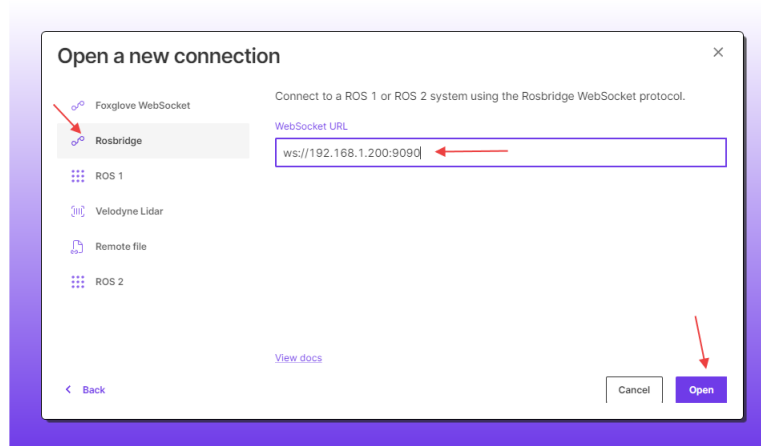 Open a new connection
Foxglove WebSocket
Rosbridge
ROS 1
Velodyne Lidar
Remote file
ROS 2
Connect to a ROS 1 or ROS 2 system using the Rosbridge WebSocket protocol.
WebSocket URL
ws://192.168.1.200:9090
View docs
Back
Cancel
Open